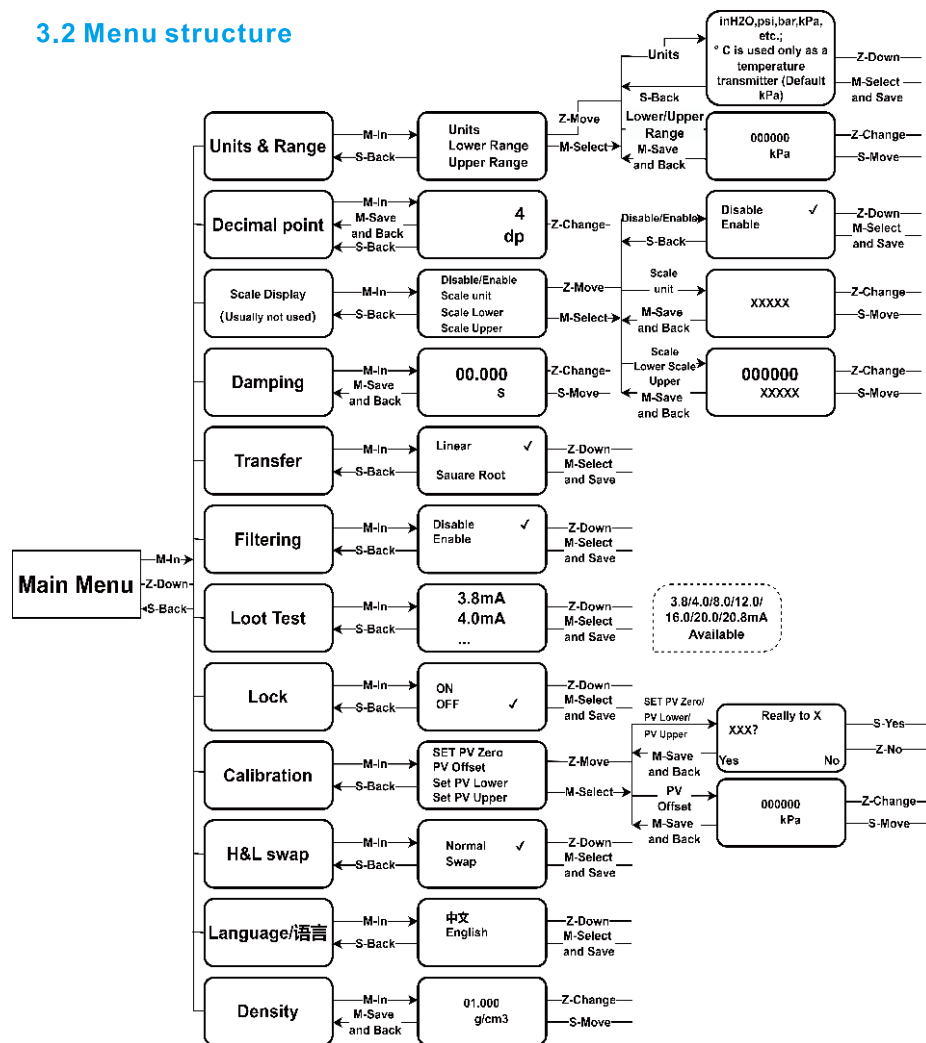 3.2 Menu structure
Main Menu
M-In
Z-Down
S-Back
Units & Range
M-In
S-Back
Units
Lower Range
Upper Range
Z-Move
M-Select
Units
S-Back
inH2O,psi,bar,kPa,
etc.;
° C is used only as a
temperature
transmitter (Default
kPa)
Z-Down
M-Select
and Save
Lower/Upper
Range
M-Save
and Back
000000
kPa
Z-Change
S-Move
Decimal point
M-In
M-Save
and Back
S-Back
4
dp
Z-Change
Scale Display
(Usually not used)
M-In
S-Back
Disable/Enable
Scale unit
Scale Lower
Scale Upper
Z-Move
M-Select
Disable/Enable
S-Back
Disable ✓
Enable
Z-Down
M-Select
and Save
Scale
unit
M-Save
and Back
XXXXX
Z-Change
S-Move
Scale
Lower Scale
Upper
M-Save
and Back
000000
XXXXX
Z-Change
S-Move
Damping
M-In
M-Save
and Back
00.000
S
Z-Change
S-Move
Transfer
M-In
S-Back
Linear ✓
Sauare Root
Z-Down
M-Select
and Save
Filtering
M-In
S-Back
Disable ✓
Enable
Z-Down
M-Select
and Save
Loot Test
M-In
S-Back
3.8mA
4.0mA
...
Z-Down
M-Select
and Save
3.8/4.0/8.0/12.0/
16.0/20.0/20.8mA
Available
Lock
M-In
S-Back
ON
OFF ✓
Z-Down
M-Select
and Save
Calibration
M-In
S-Back
SET PV Zero
PV Offset
Set PV Lower
Set PV Upper
Z-Move
M-Select
SET PV Zero/
PV Lower/
PV Upper
M-Save
and Back
Really to X
XXX?
Yes No
S-Yes
Z-No
PV
Offset
M-Save
and Back
000000
kPa
Z-Change
S-Move
H&L swap
M-In
S-Back
Normal ✓
Swap
Z-Down
M-Select
and Save
Language/语言
M-In
S-Back
中文
English
Z-Down
M-Select
and Save
Density
M-In
M-Save
and Back
01.000
g/cm3
Z-Change
S-Move